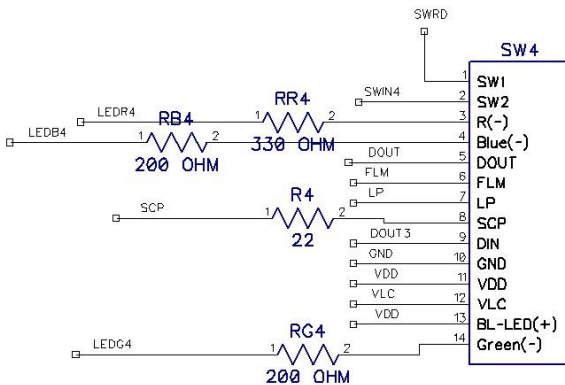 SWRD
SW4
1 SW1
SWIN4 2 SW2
LEDR4 1 RR4 2 3 R(-)
330 OHM
LEDB4 1 RB4 2 4 Blue(-)
200 OHM
DOUT 5 DOUT
FLM 6 FLM
LP 7 LP
SCP 1 R4 2 8 SCP
22
DOUT3 9 DIN
GND 10 GND
VDD 11 VDD
VLC 12 VLC
VDD 13 BL-LED(+)
LEDG4 1 RG4 2 14 Green(-)
200 OHM